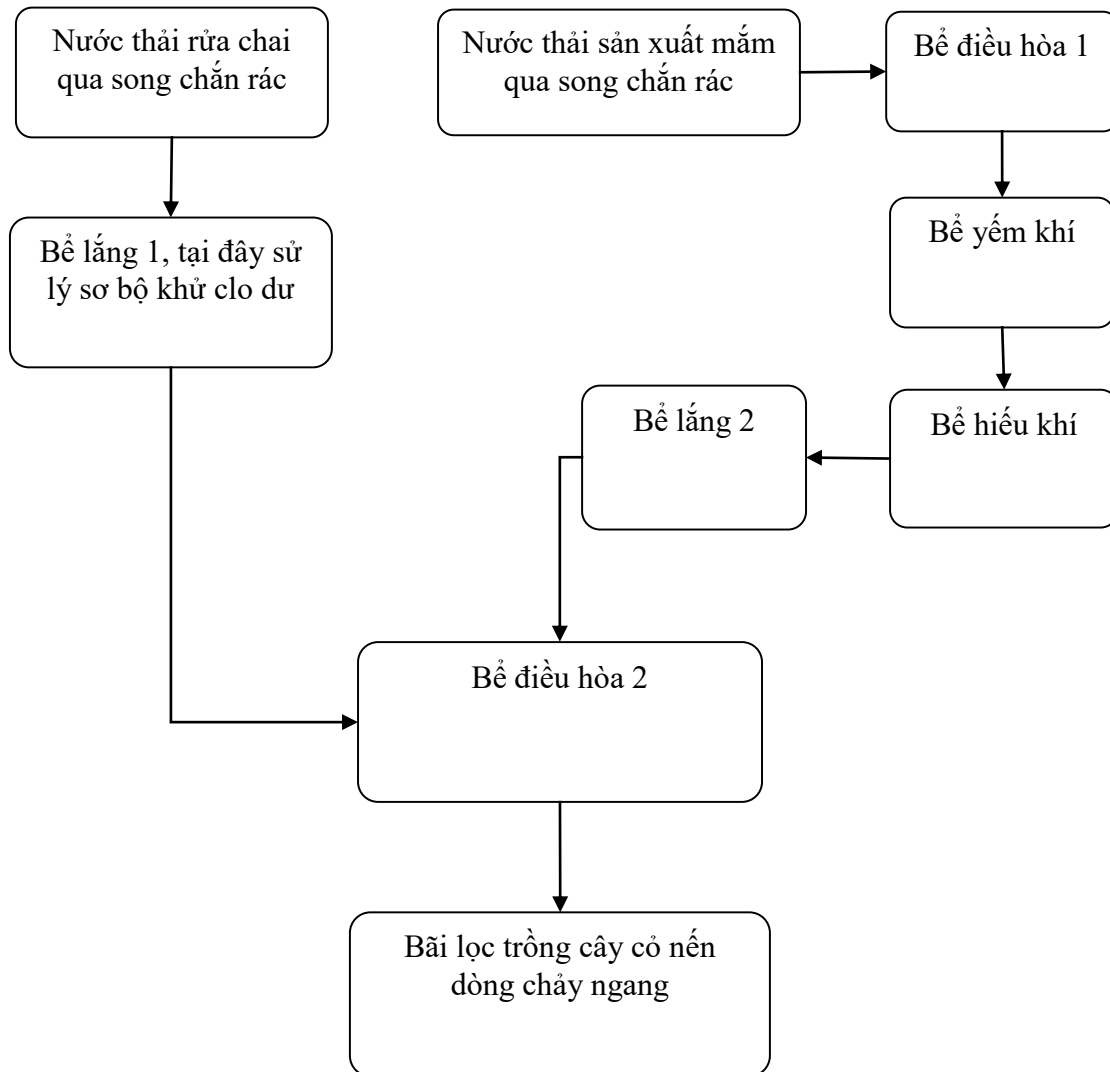 Nước thải rửa chai
qua song chắn rác
Nước thải sản xuất mắm
qua song chắn rác
Bể điều hòa 1
Bể lắng 1, tại đây sử
lý sơ bộ khử clo dư
Bể yếm khí
Bể lắng 2
Bể hiếu khí
Bể điều hòa 2
Bãi lọc trồng cây cỏ nến
dòng chảy ngang